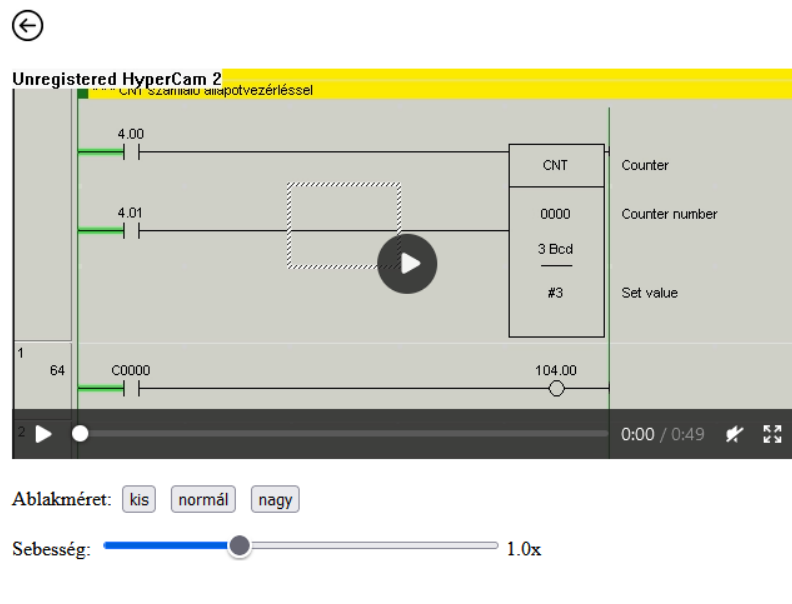 Unregistered HyperCam 2
CNT számláló állapotvezérléssel
4.00
CNT
Counter
4.01
0000
Counter number
3 Bcd
#3
Set value
1
64
C0000
104.00
2
0:00 / 0:49
Ablakméret: kis normál nagy
Sebesség: 1.0x